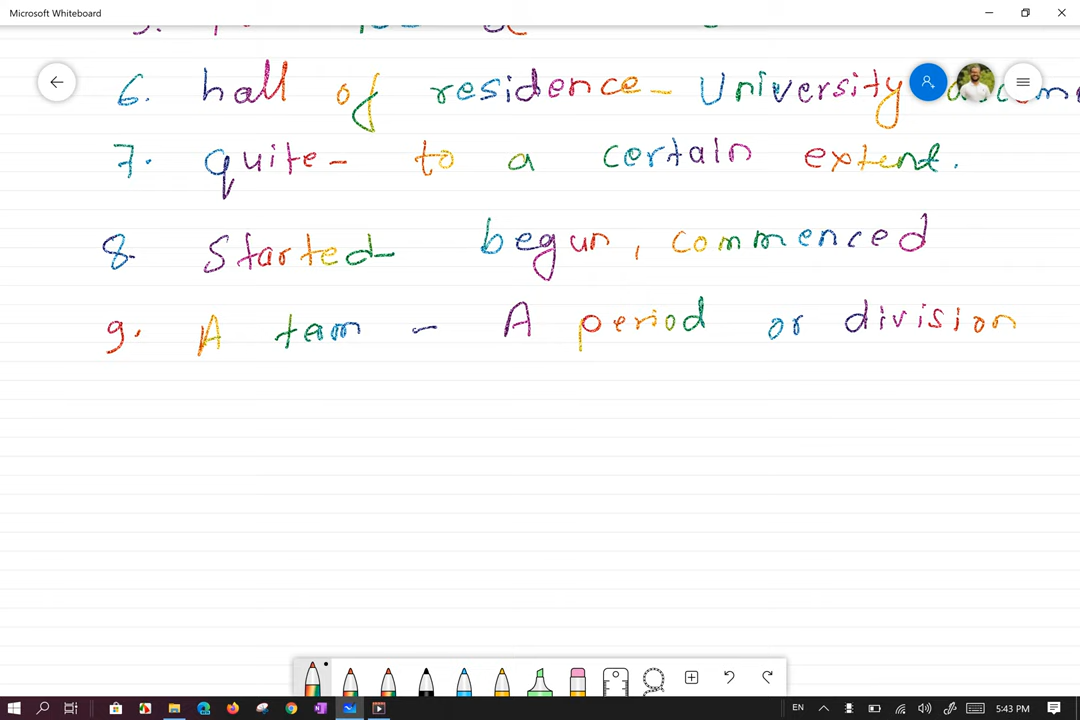 Microsoft Whiteboard
6. hall of residence - University
7. quite - to a certain extend.
8. Started - begun, commenced
9. A tam - A period or division
EN
5:43 PM